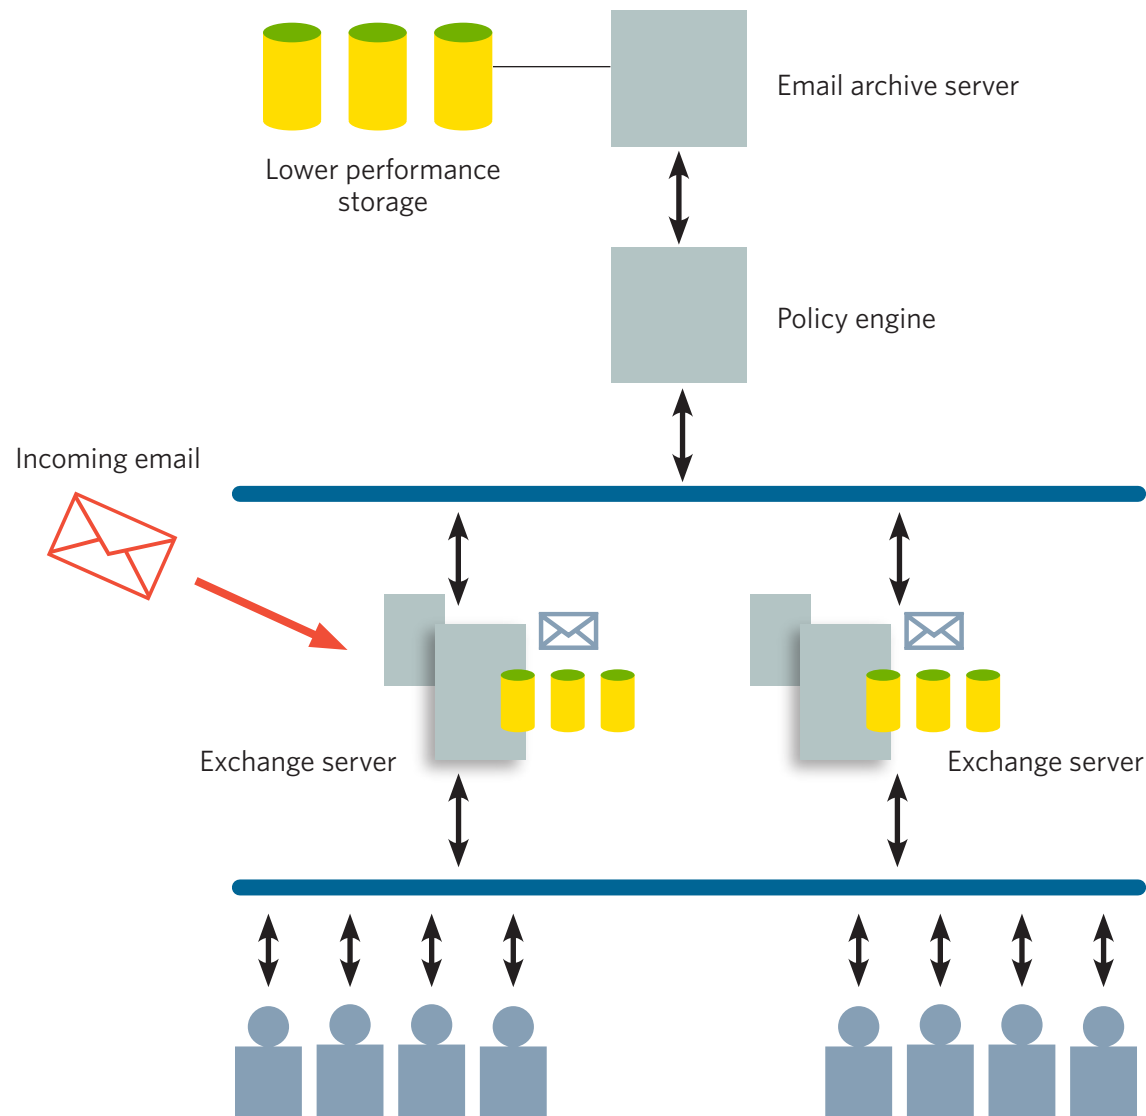 Email archive server
Lower performance
storage
Policy engine
Incoming email
Exchange server
Exchange server